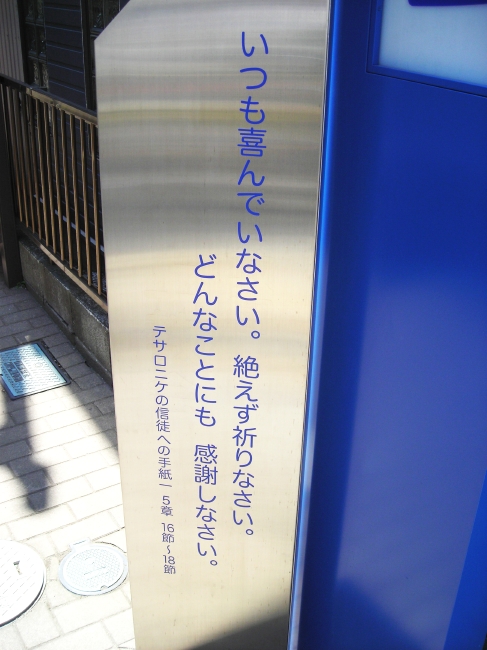 いつも喜んでいなさい。絶えず祈りなさい。
どんなことにも 感謝しなさい。
テサロニケの信徒への手紙一 5章 16節〜18節